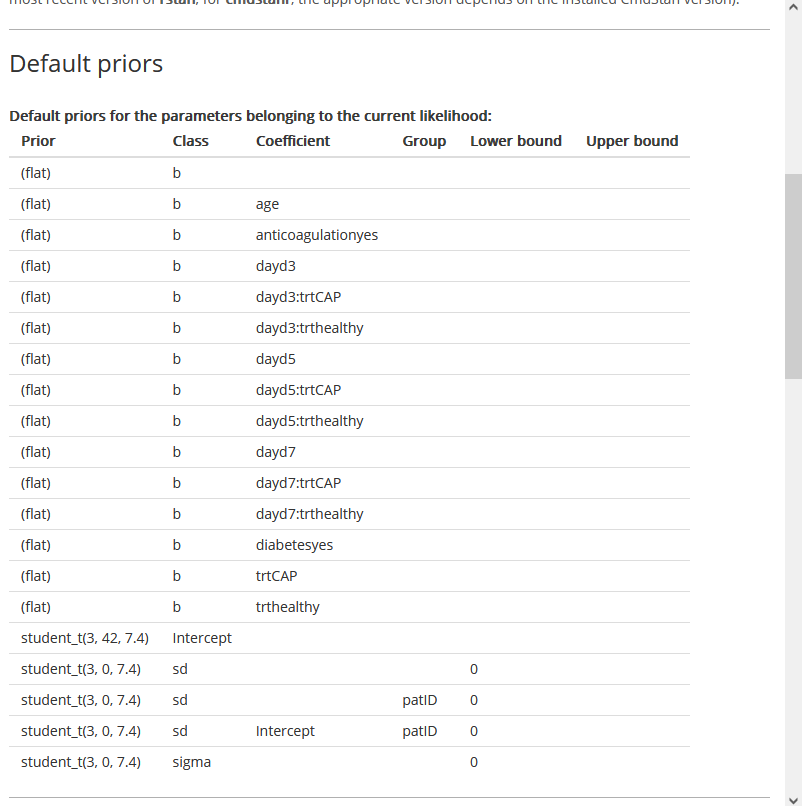 most recent version of rstan; for cmdstanr, the appropriate version depends on the installed CmdStan version).
Default priors
Default priors for the parameters belonging to the current likelihood:
Prior Class Coefficient Group Lower bound Upper bound
(flat) b
(flat) b age
(flat) b anticoagulationyes
(flat) b dayd3
(flat) b dayd3:trtCAP
(flat) b dayd3:trthealthy
(flat) b dayd5
(flat) b dayd5:trtCAP
(flat) b dayd5:trthealthy
(flat) b dayd7
(flat) b dayd7:trtCAP
(flat) b dayd7:trthealthy
(flat) b diabetesyes
(flat) b trtCAP
(flat) b trthealthy
student_t(3, 42, 7.4) Intercept
student_t(3, 0, 7.4) sd 0
student_t(3, 0, 7.4) sd patID 0
student_t(3, 0, 7.4) sd Intercept patID 0
student_t(3, 0, 7.4) sigma 0